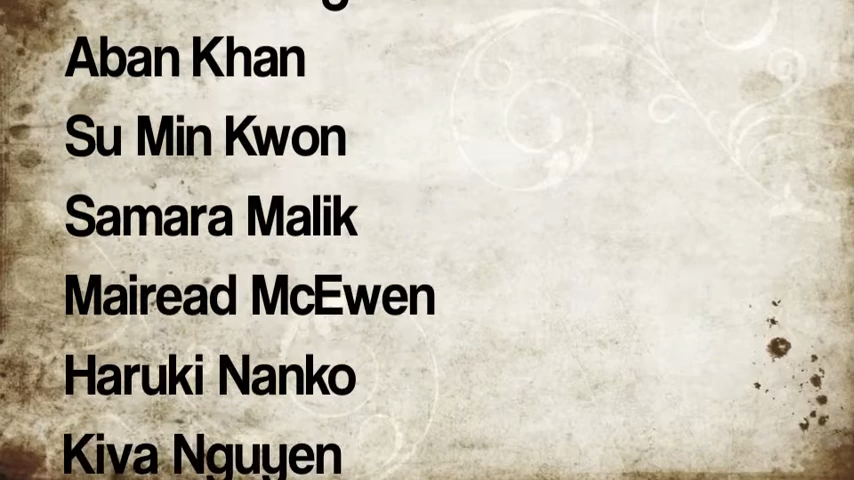 Aban Khan
Su Min Kwon
Samara Malik
Mairead McEwen
Haruki Nanko
Kiva Nguyen